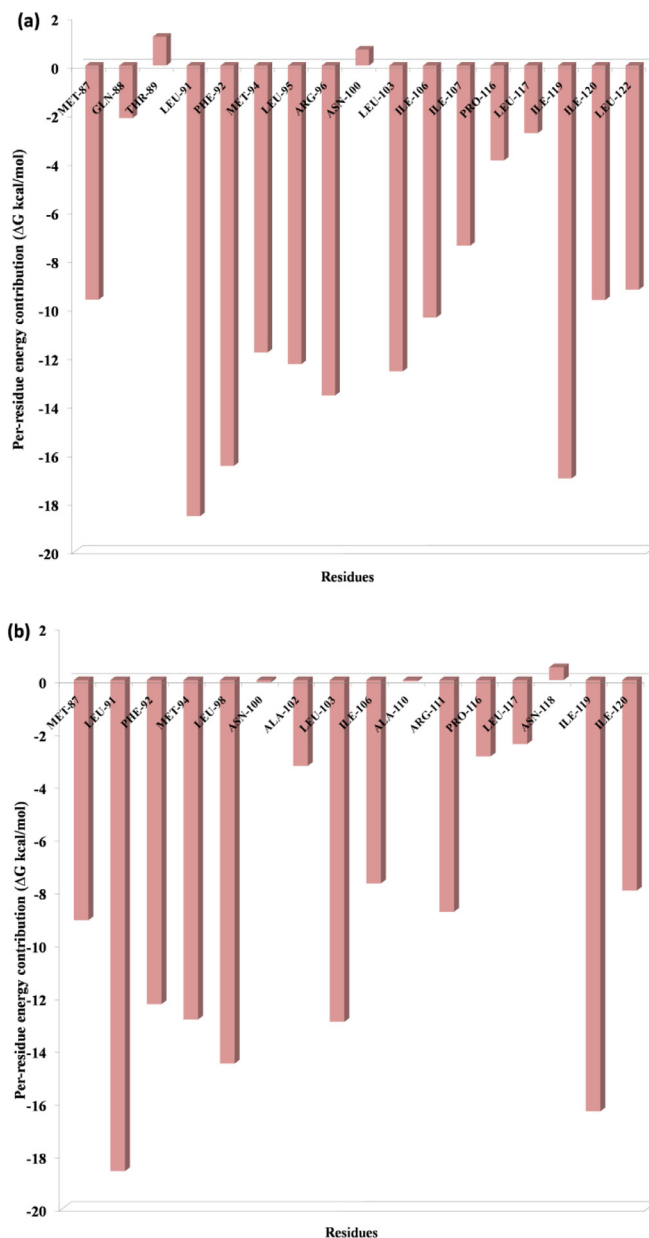 (a)
2
0
-2
-4
-6
-8
-10
-12
-14
-16
-18
-20
Per-residue energy contribution (ΔG kcal/mol)
MET-87
GLN-88
THR-89
LEU-91
PHE-92
MET-94
LEU-95
ARG-96
ASN-100
LEU-103
ILE-106
ILE-107
PRO-116
LEU-117
ILE-119
ILE-120
LEU-122
Residues
(b)
2
0
-2
-4
-6
-8
-10
-12
-14
-16
-18
-20
Per-residue energy contribution (ΔG kcal/mol)
MET-87
LEU-91
PHE-92
MET-94
LEU-98
ASN-100
ALA-102
LEU-103
ILE-106
ALA-110
ARG-111
PRO-116
LEU-117
ASN-118
ILE-119
ILE-120
Residues